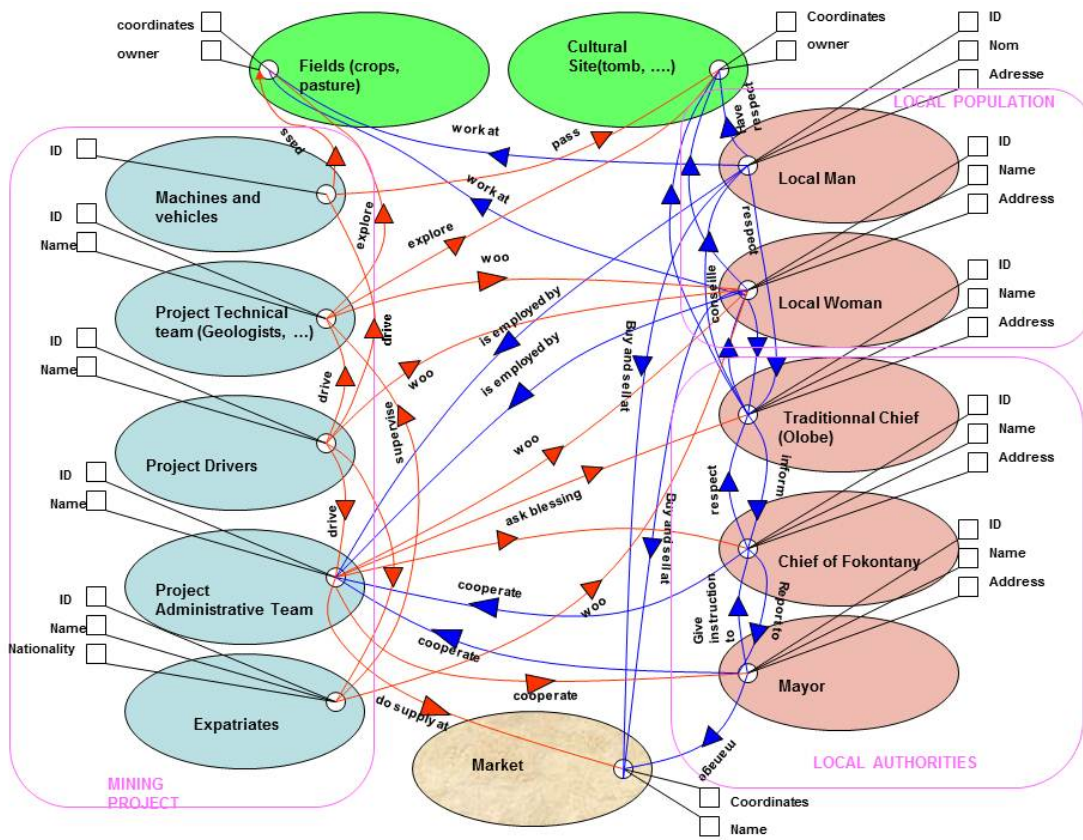 coordinates
owner
Fields (crops,
pasture)
Cultural
Site(tomb, ....)
Coordinates
owner
ID
Nom
Adresse
LOCAL POPULATION
respect
Have
work at
pass
pass
ID
Machines and
vehicles
Local Man
ID
Name
Address
work at
explore
explore
respect
ID
Name
Project Technical
team (Geologists, ...)
woo
conseille
Local Woman
ID
Name
Address
is employed by
is employed by
Buy and sell at
drive
drive
woo
ID
Name
supervise
Project Drivers
Traditionnal Chief
(Olobe)
ID
Name
Address
woo
ask blessing
respect
inform
ID
Name
drive
Buy and sell at
Chief of Fokontany
ID
Name
Address
Project
Administrative Team
cooperate
woo
Give
instruction
to
Report to
ID
Name
Nationality
cooperate
cooperate
Mayor
Expatriates
do supply at
manage
Market
MINING
PROJECT
LOCAL AUTHORITIES
Coordinates
Name